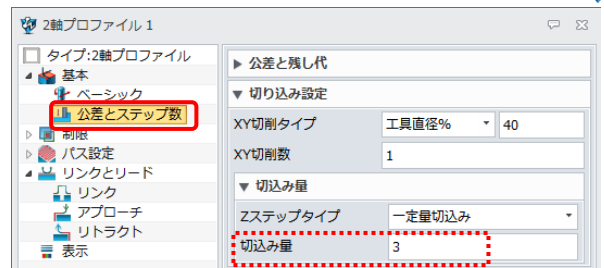 2軸プロファイル 1
タイプ:2軸プロファイル
基本
ベーシック
公差とステップ数
制限
パス設定
リンクとリード
リンク
アプローチ
リトラクト
表示
公差と残し代
切り込み設定
XY切削タイプ 工具直径% 40
XY切削数 1
切込み量
Zステップタイプ 一定量切込み
切込み量 3